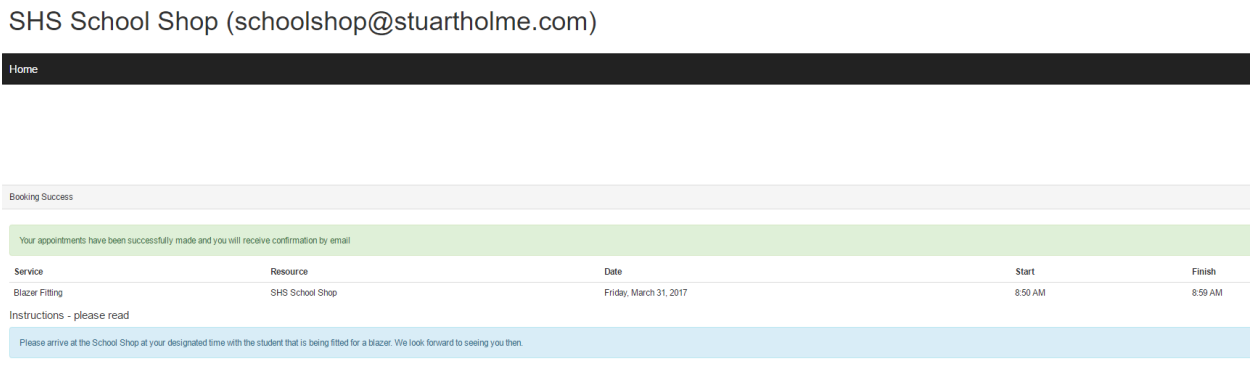 SHS School Shop (schoolshop@stuartholme.com)
Home
Booking Success
Your appointments have been successfully made and you will receive confirmation by email
Service Resource Date Start Finish
Blazer Fitting SHS School Shop Friday, March 31, 2017 8:50 AM 8:59 AM
Instructions - please read
Please arrive at the School Shop at your designated time with the student that is being fitted for a blazer. We look forward to seeing you then.